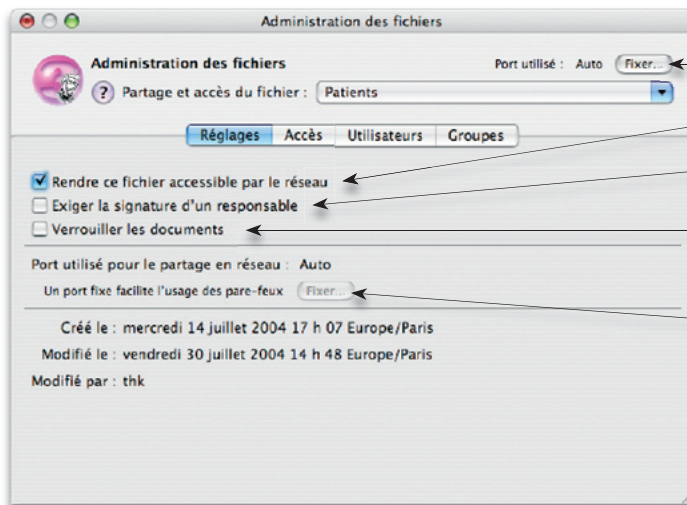 Administration des fichiers
Administration des fichiers
Port utilisé : Auto Fixer...
? Partage et accès du fichier : Patients
Réglages Accès Utilisateurs Groupes
Rendre ce fichier accessible par le réseau
Exiger la signature d'un responsable
Verrouiller les documents
Port utilisé pour le partage en réseau : Auto
Un port fixe facilite l'usage des pare-feux Fixer...
Créé le : mercredi 14 juillet 2004 17 h 07 Europe/Paris
Modifié le : vendredi 30 juillet 2004 14 h 48 Europe/Paris
Modifié par : thk